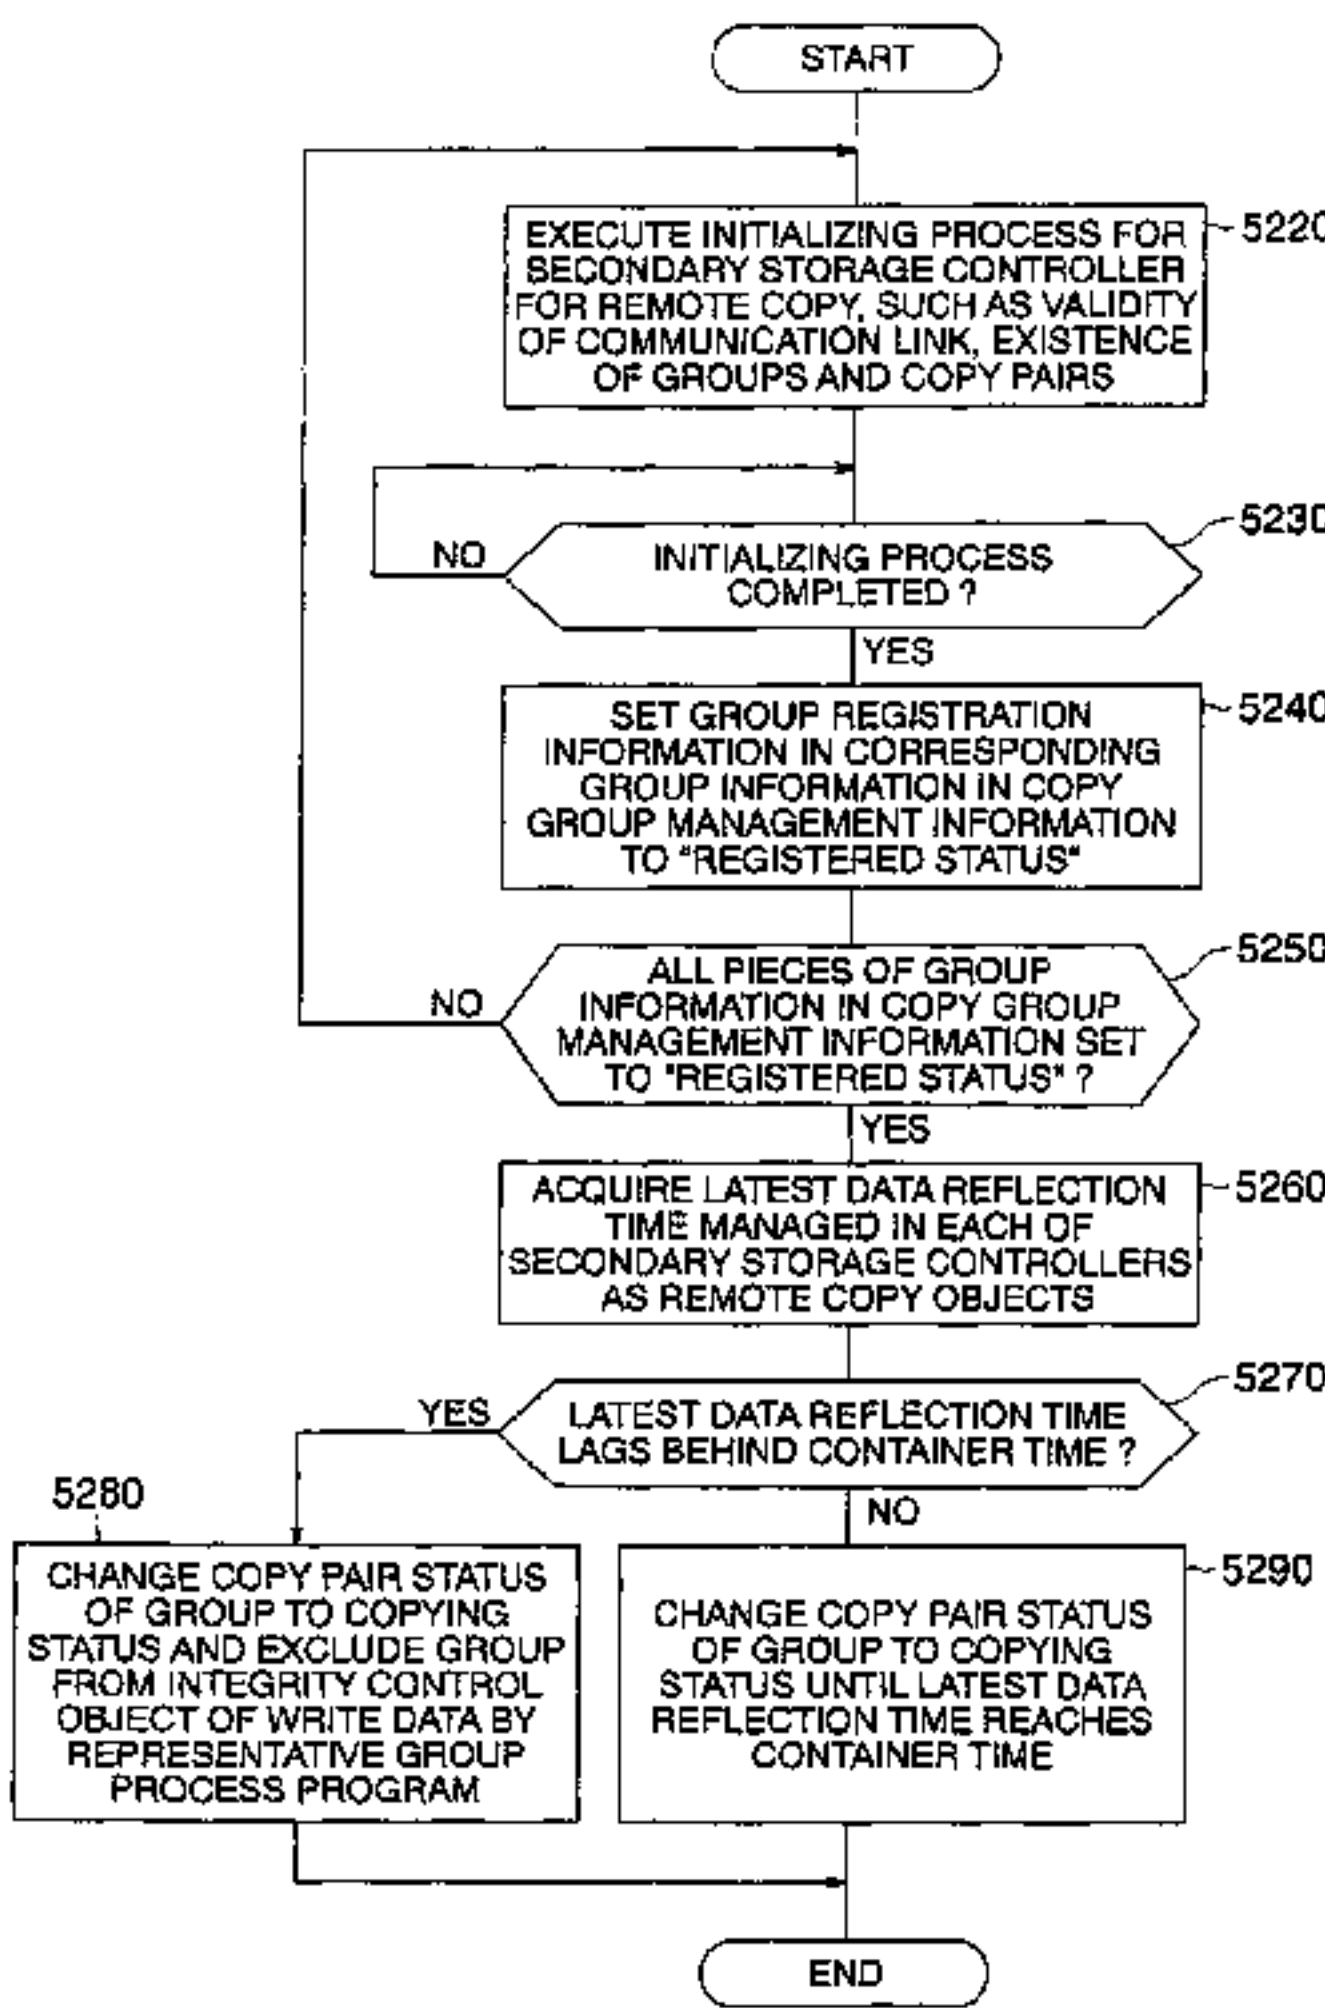 START
5220
EXECUTE INITIALIZING PROCESS FOR
SECONDARY STORAGE CONTROLLER
FOR REMOTE COPY, SUCH AS VALIDITY
OF COMMUNICATION LINK, EXISTENCE
OF GROUPS AND COPY PAIRS
5230
NO
INITIALIZING PROCESS
COMPLETED ?
YES
5240
SET GROUP REGISTRATION
INFORMATION IN CORRESPONDING
GROUP INFORMATION IN COPY
GROUP MANAGEMENT INFORMATION
TO "REGISTERED STATUS"
5250
NO
ALL PIECES OF GROUP
INFORMATION IN COPY GROUP
MANAGEMENT INFORMATION SET
TO "REGISTERED STATUS" ?
YES
5260
ACQUIRE LATEST DATA REFLECTION
TIME MANAGED IN EACH OF
SECONDARY STORAGE CONTROLLERS
AS REMOTE COPY OBJECTS
5270
YES
LATEST DATA REFLECTION TIME
LAGS BEHIND CONTAINER TIME ?
NO
5280
CHANGE COPY PAIR STATUS
OF GROUP TO COPYING
STATUS AND EXCLUDE GROUP
FROM INTEGRITY CONTROL
OBJECT OF WRITE DATA BY
REPRESENTATIVE GROUP
PROCESS PROGRAM
5290
CHANGE COPY PAIR STATUS
OF GROUP TO COPYING
STATUS UNTIL LATEST DATA
REFLECTION TIME REACHES
CONTAINER TIME
END